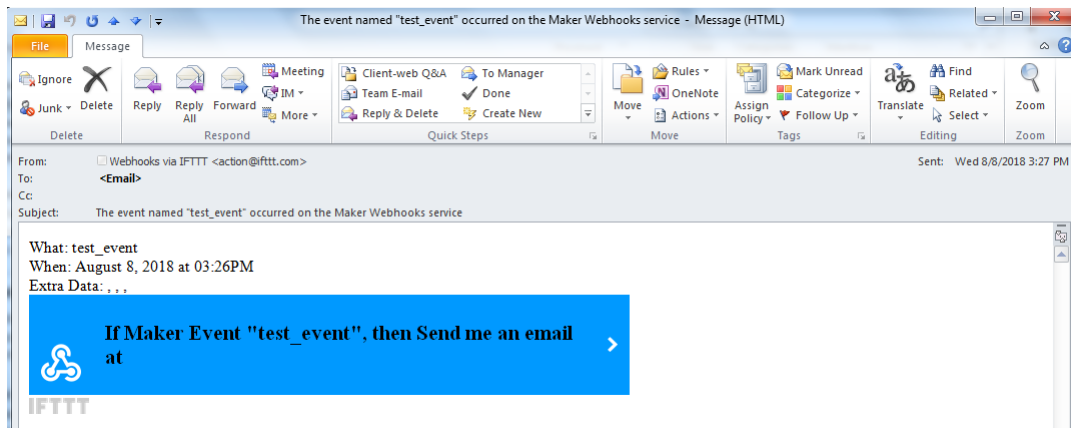 The event named "test_event" occurred on the Maker Webhooks service - Message (HTML)
File Message
Ignore
Junk
Delete
Reply
Reply All
Forward
Meeting
IM
More
Client-web Q&A
Team E-mail
Reply & Delete
To Manager
Done
Create New
Move
Rules
OneNote
Actions
Assign Policy
Mark Unread
Categorize
Follow Up
Translate
Find
Related
Select
Zoom
Delete Respond Quick Steps Move Tags Editing Zoom
From: Webhooks via IFTTT <action@ifttt.com> Sent: Wed 8/8/2018 3:27 PM
To: <Email>
Cc:
Subject: The event named "test_event" occurred on the Maker Webhooks service
What: test_event
When: August 8, 2018 at 03:26PM
Extra Data: , , ,
If Maker Event "test_event", then Send me an email
at
IFTTT